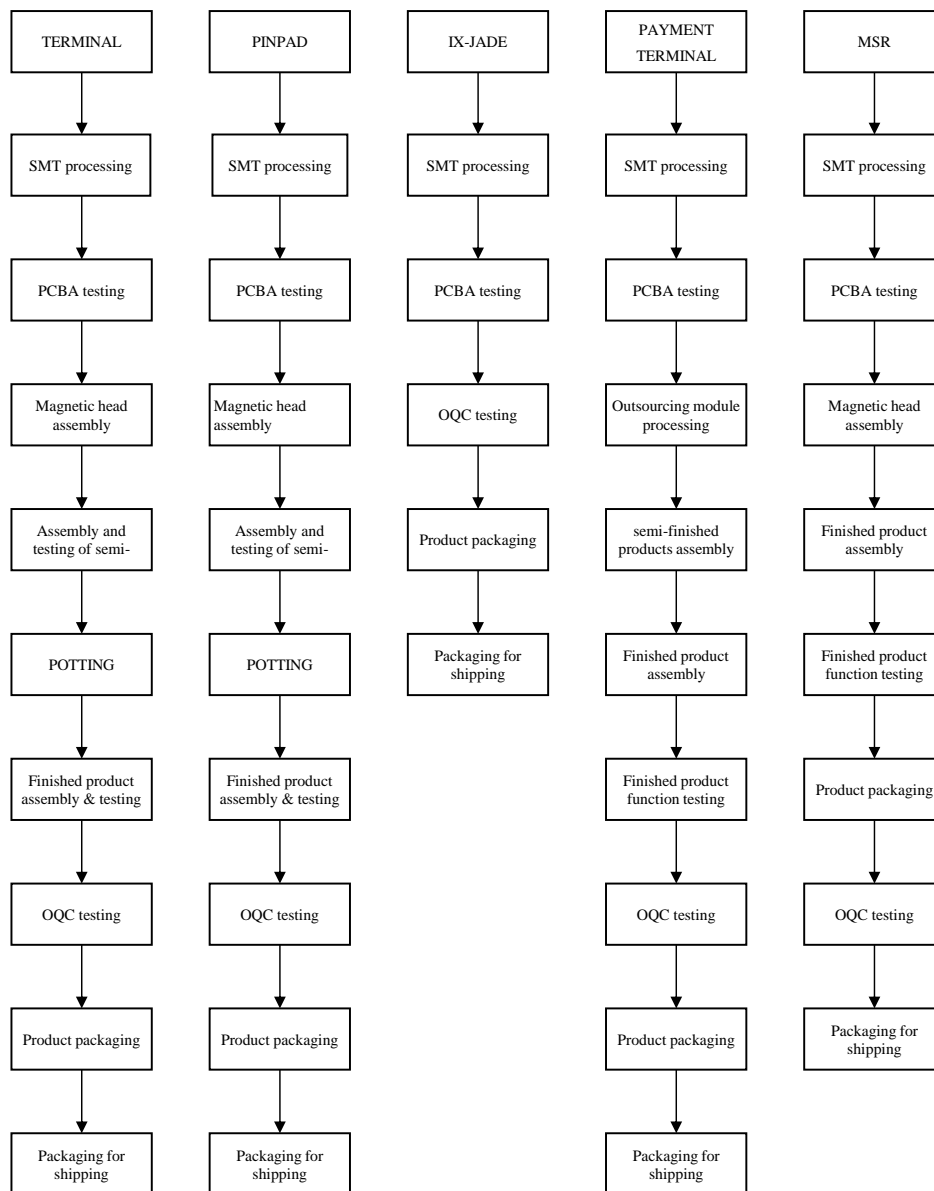 TERMINAL
SMT processing
PCBA testing
Magnetic head
assembly
Assembly and
testing of semi-
POTTING
Finished product
assembly & testing
OQC testing
Product packaging
Packaging for
shipping
PINPAD
SMT processing
PCBA testing
Magnetic head
assembly
Assembly and
testing of semi-
POTTING
Finished product
assembly & testing
OQC testing
Product packaging
Packaging for
shipping
IX-JADE
SMT processing
PCBA testing
OQC testing
Product packaging
Packaging for
shipping
PAYMENT
TERMINAL
SMT processing
PCBA testing
Outsourcing module
processing
semi-finished
products assembly
Finished product
assembly
Finished product
function testing
OQC testing
Product packaging
Packaging for
shipping
MSR
SMT processing
PCBA testing
Magnetic head
assembly
Finished product
assembly
Finished product
function testing
Product packaging
OQC testing
Packaging for
shipping